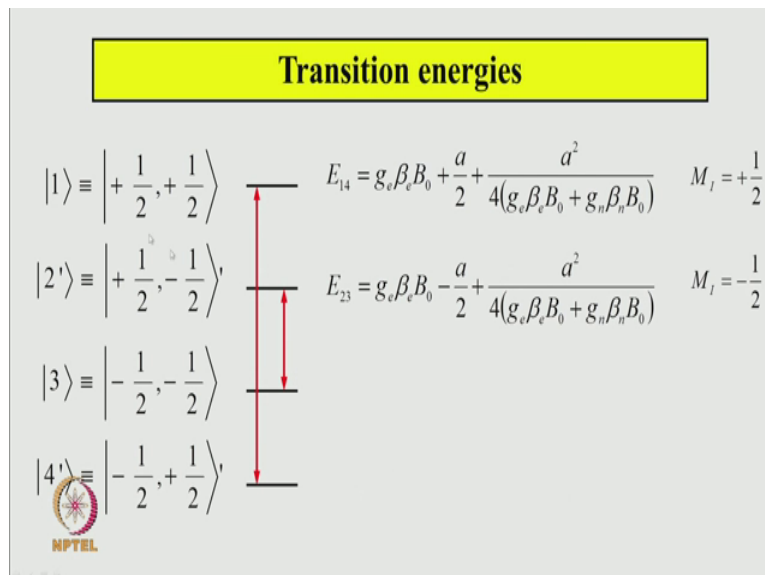 Transition energies
|1⟩ ≡ |+ 1/2, + 1/2⟩
E₁₄ = gₑβₑB₀ + a/2 + a²/4(gₑβₑB₀ + gₙβₙB₀)
M_I = + 1/2
|2'⟩ ≡ |+ 1/2, − 1/2⟩'
E₂₃ = gₑβₑB₀ − a/2 + a²/4(gₑβₑB₀ + gₙβₙB₀)
M_I = − 1/2
|3⟩ ≡ |− 1/2, − 1/2⟩
|4'⟩ ≡ |− 1/2, + 1/2⟩'
NPTEL